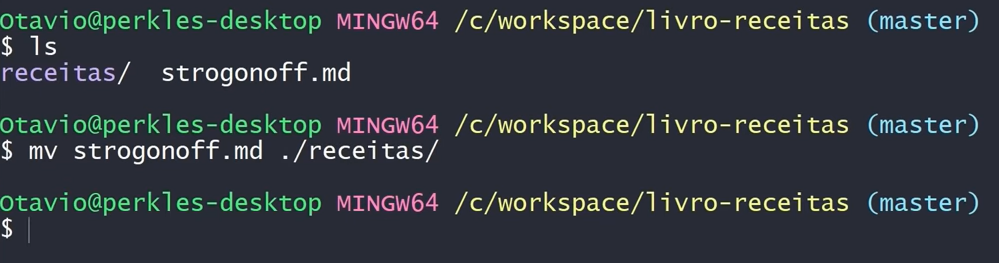 Otavio@perkles-desktop MINGW64 /c/workspace/livro-receitas (master)
$ ls
receitas/  strogonoff.md
Otavio@perkles-desktop MINGW64 /c/workspace/livro-receitas (master)
$ mv strogonoff.md ./receitas/
Otavio@perkles-desktop MINGW64 /c/workspace/livro-receitas (master)
$